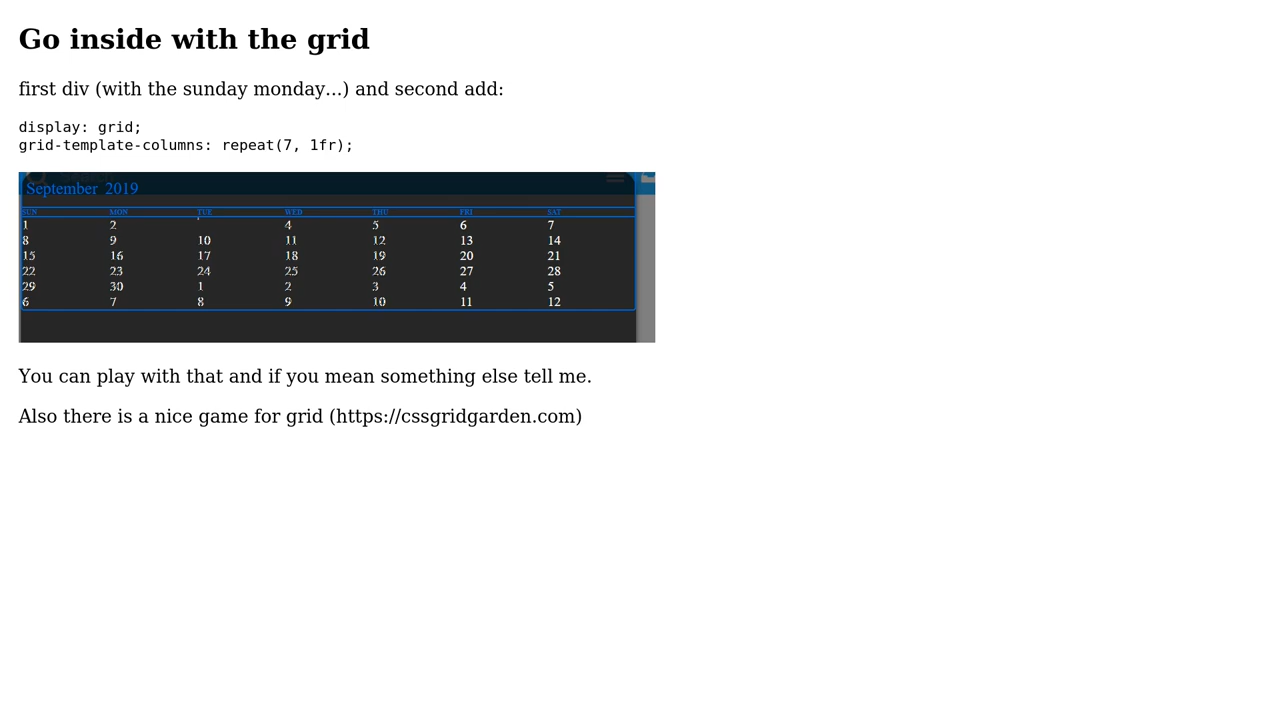 Go inside with the grid
first div (with the sunday monday...) and second add:
display: grid;
grid-template-columns: repeat(7, 1fr);
September 2019
SUN MON TUE WED THU FRI SAT
1 2 4 5 6 7
8 9 10 11 12 13 14
15 16 17 18 19 20 21
22 23 24 25 26 27 28
29 30 1 2 3 4 5
6 7 8 9 10 11 12
You can play with that and if you mean something else tell me.
Also there is a nice game for grid (https://cssgridgarden.com)